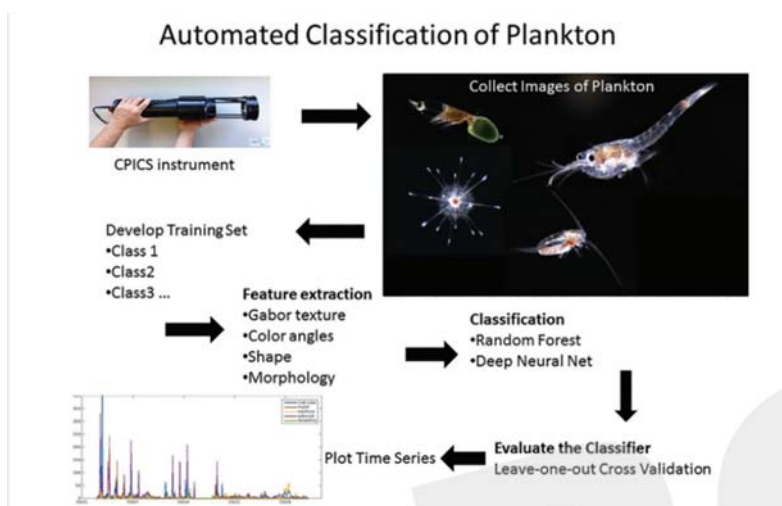 Automated Classification of Plankton
Collect Images of Plankton
CPICS instrument
Develop Training Set
•Class 1
•Class2
•Class3 ...
Feature extraction
•Gabor texture
•Color angles
•Shape
•Morphology
Classification
•Random Forest
•Deep Neural Net
Evaluate the Classifier
Leave-one-out Cross Validation
Plot Time Series